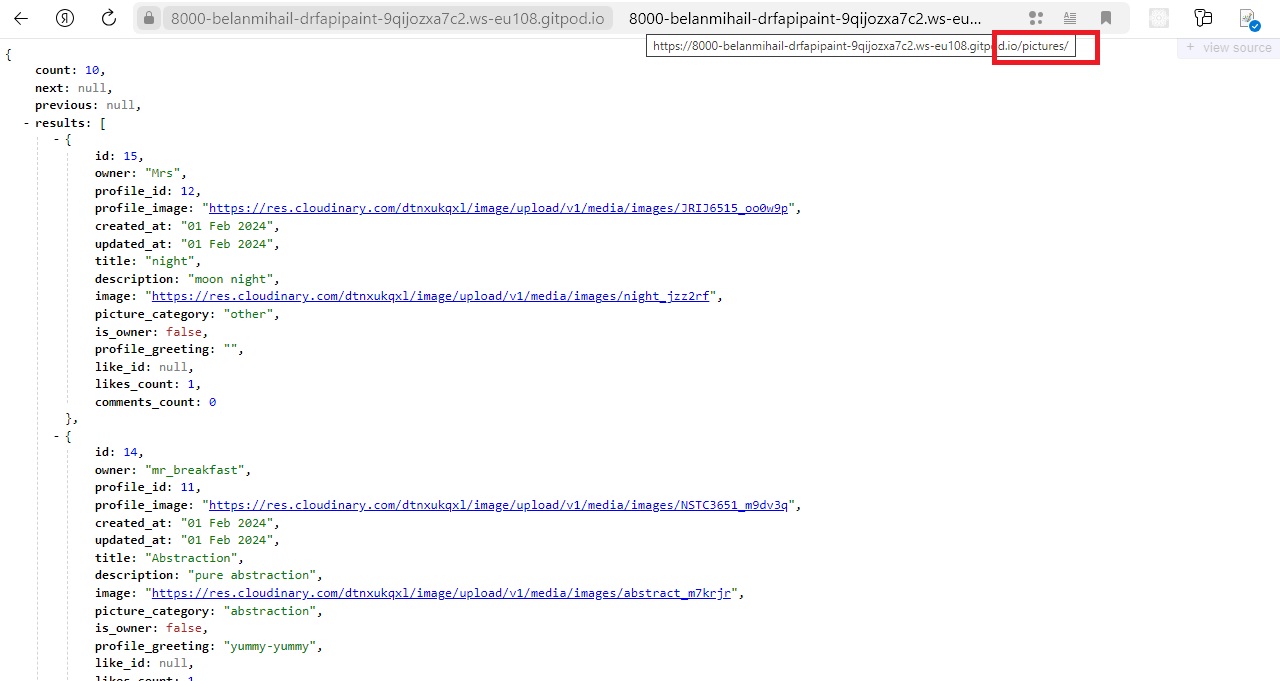 Я 8000-belanmihail-drfapipaint-9qijozxa7c2.ws-eu108.gitpod.io 8000-belanmihail-drfapipaint-9qijozxa7c2.ws-eu...
https://8000-belanmihail-drfapipaint-9qijozxa7c2.ws-eu108.gitpod.io/pictures/
+ view source
{
count: 10,
next: null,
previous: null,
- results: [
- {
id: 15,
owner: "Mrs",
profile_id: 12,
profile_image: "https://res.cloudinary.com/dtnxukqxl/image/upload/v1/media/images/JRIJ6515_oo0w9p",
created_at: "01 Feb 2024",
updated_at: "01 Feb 2024",
title: "night",
description: "moon night",
image: "https://res.cloudinary.com/dtnxukqxl/image/upload/v1/media/images/night_jzz2rf",
picture_category: "other",
is_owner: false,
profile_greeting: "",
like_id: null,
likes_count: 1,
comments_count: 0
},
- {
id: 14,
owner: "mr_breakfast",
profile_id: 11,
profile_image: "https://res.cloudinary.com/dtnxukqxl/image/upload/v1/media/images/NSTC3651_m9dv3q",
created_at: "01 Feb 2024",
updated_at: "01 Feb 2024",
title: "Abstraction",
description: "pure abstraction",
image: "https://res.cloudinary.com/dtnxukqxl/image/upload/v1/media/images/abstract_m7krjr",
picture_category: "abstraction",
is_owner: false,
profile_greeting: "yummy-yummy",
like_id: null,
likes_count: 1